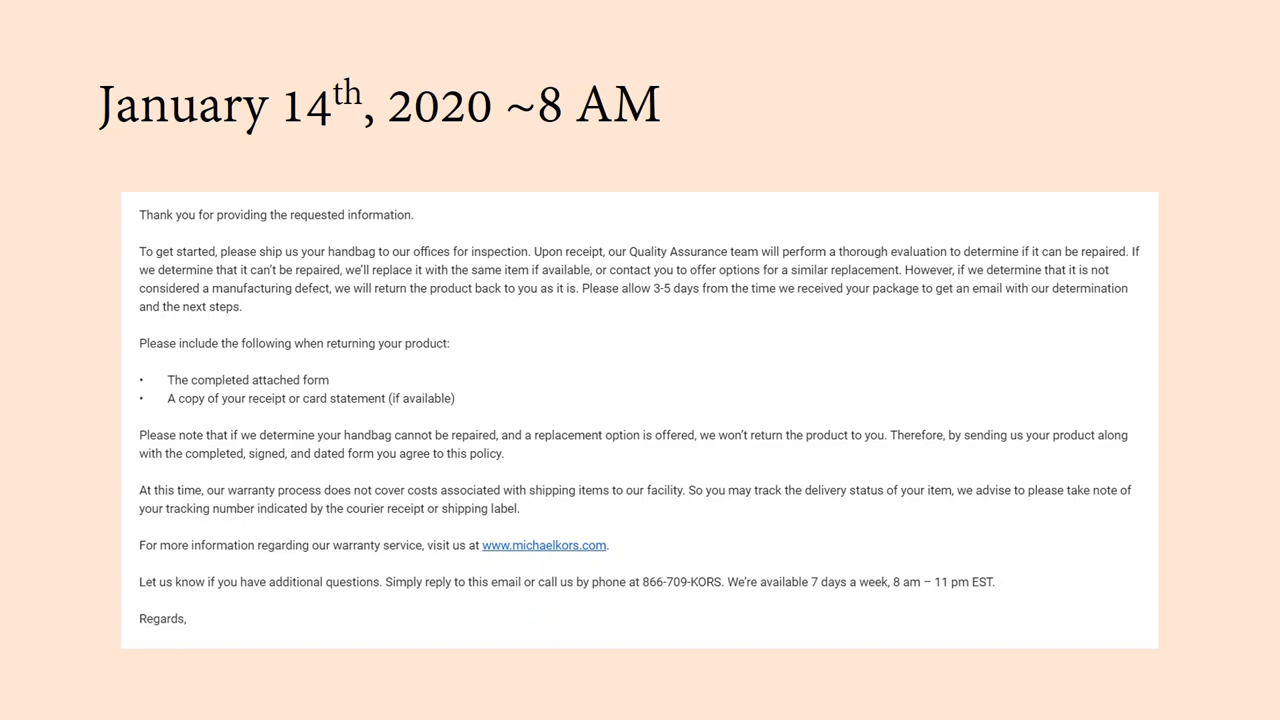 January 14th, 2020 ~8 AM
Thank you for providing the requested information.
To get started, please ship us your handbag to our offices for inspection. Upon receipt, our Quality Assurance team will perform a thorough evaluation to determine if it can be repaired. If
we determine that it can't be repaired, we'll replace it with the same item if available, or contact you to offer options for a similar replacement. However, if we determine that it is not
considered a manufacturing defect, we will return the product back to you as it is. Please allow 3-5 days from the time we received your package to get an email with our determination
and the next steps.
Please include the following when returning your product:
• The completed attached form
• A copy of your receipt or card statement (if available)
Please note that if we determine your handbag cannot be repaired, and a replacement option is offered, we won't return the product to you. Therefore, by sending us your product along
with the completed, signed, and dated form you agree to this policy.
At this time, our warranty process does not cover costs associated with shipping items to our facility. So you may track the delivery status of your item, we advise to please take note of
your tracking number indicated by the courier receipt or shipping label.
For more information regarding our warranty service, visit us at www.michaelkors.com.
Let us know if you have additional questions. Simply reply to this email or call us by phone at 866-709-KORS. We're available 7 days a week, 8 am – 11 pm EST.
Regards,